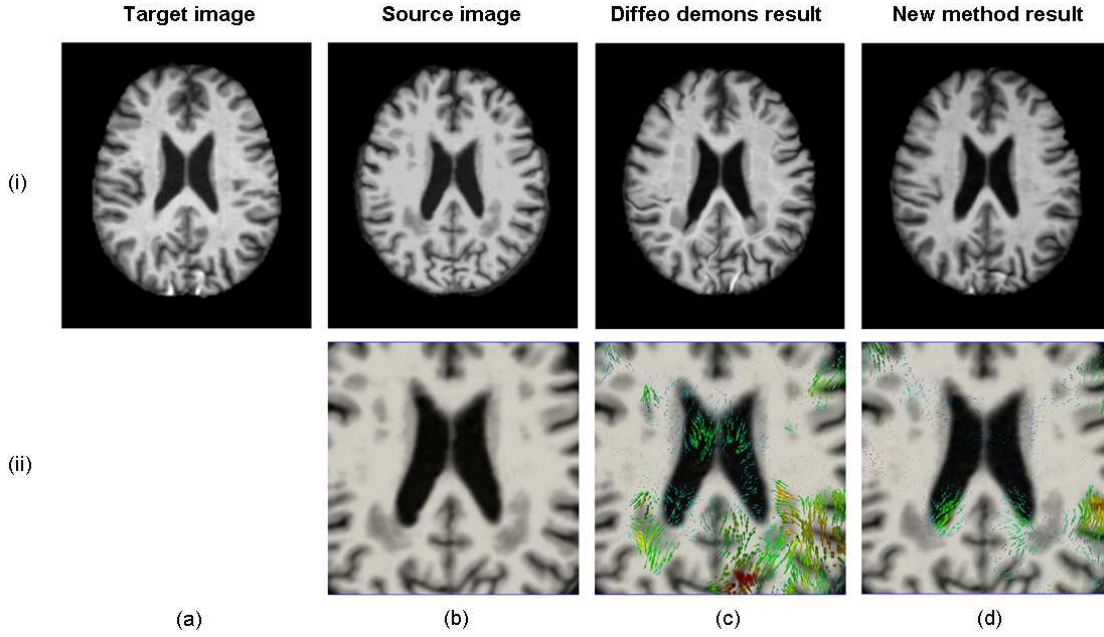 Target image
Source image
Diffeo demons result
New method result
(i)
(ii)
(a)
(b)
(c)
(d)